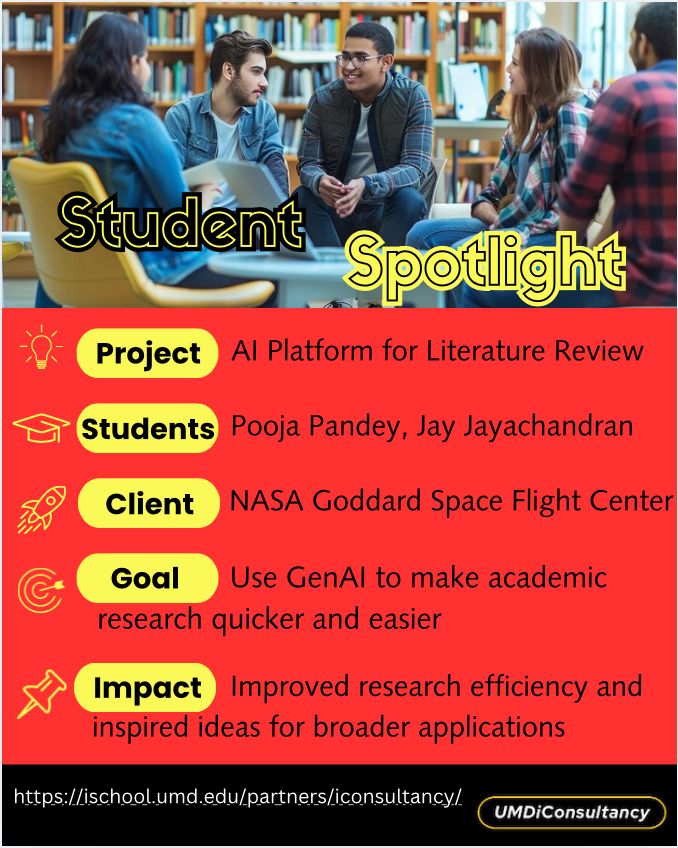 Student
Spotlight
Project AI Platform for Literature Review
Students Pooja Pandey, Jay Jayachandran
Client NASA Goddard Space Flight Center
Goal Use GenAI to make academic
research quicker and easier
Impact Improved research efficiency and
inspired ideas for broader applications
https://ischool.umd.edu/partners/iconsultancy/
UMDiConsultancy